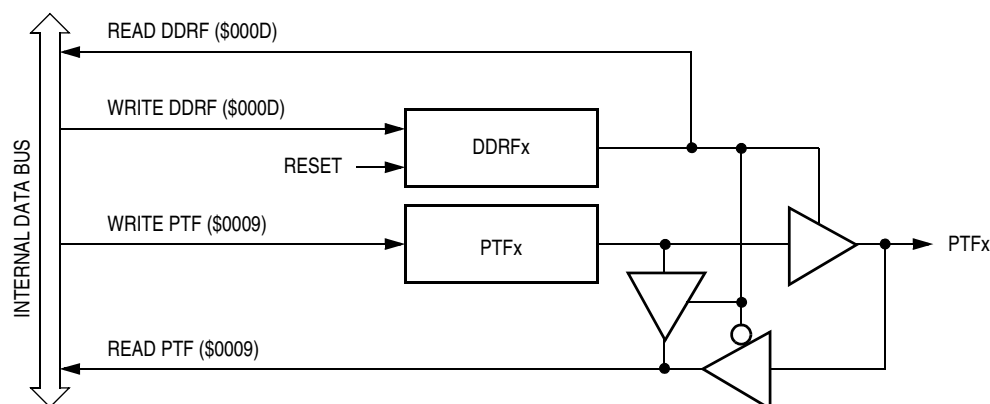 READ DDRF ($000D)
WRITE DDRF ($000D)
DDRFx
RESET
INTERNAL DATA BUS
WRITE PTF ($0009)
PTFx
PTFx
READ PTF ($0009)